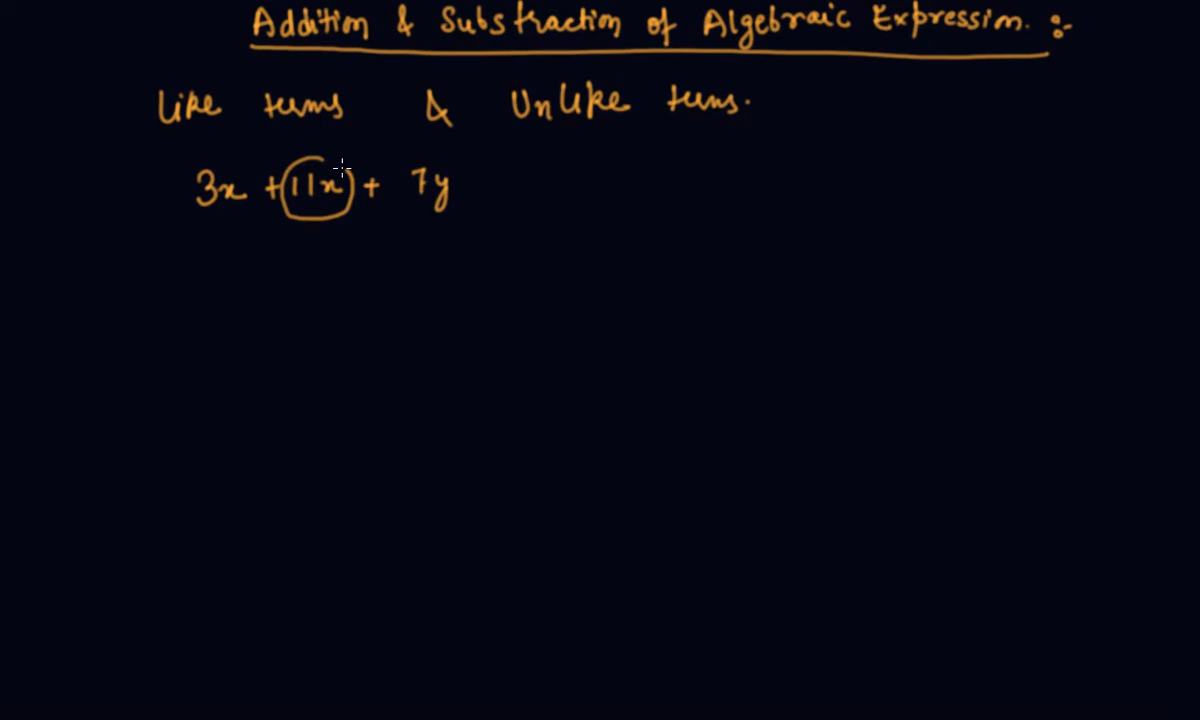 Addition & Substraction of Algebraic Expression :-
Like terms & Unlike terms.
3x + 11x + 7y